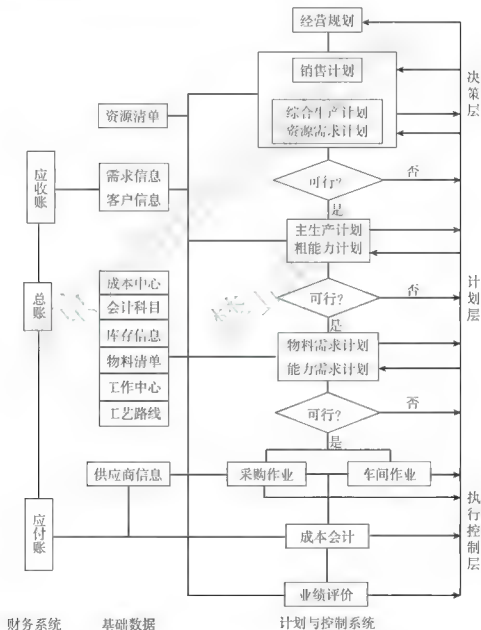 经营规划
销售计划
综合生产计划
资源需求计划
决策层
资源清单
可行?
否
是
应收账
需求信息
客户信息
主生产计划
粗能力计划
可行?
否
是
计划层
总账
成本中心
会计科目
库存信息
物料清单
工作中心
工艺路线
物料需求计划
能力需求计划
可行?
否
是
供应商信息
采购作业
车间作业
执行控制层
应付账
成本会计
业绩评价
财务系统
基础数据
计划与控制系统